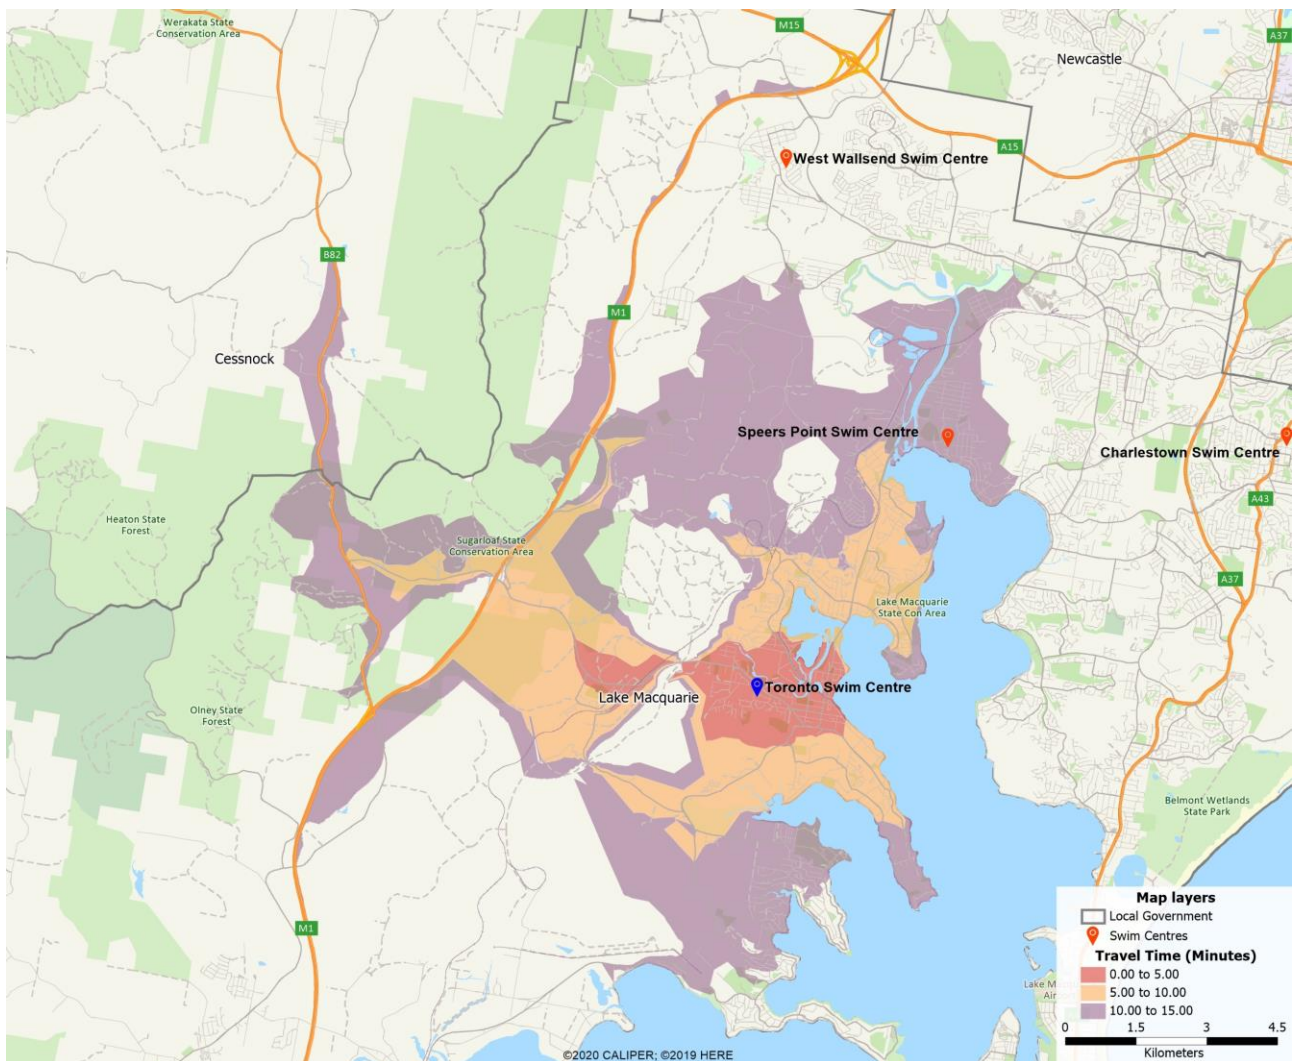 Werakata State
Conservation Area
M15
A37
Newcastle
A15
West Wallsend Swim Centre
B82
M1
Cessnock
Speers Point Swim Centre
Charlestown Swim Centre
A43
Heaton State
Forest
Sugarloaf State
Conservation Area
A37
Lake Macquarie
State Con Area
Toronto Swim Centre
Lake Macquarie
Olney State
Forest
Belmont Wetlands
State Park
Map layers
Local Government
Swim Centres
Travel Time (Minutes)
0.00 to 5.00
5.00 to 10.00
10.00 to 15.00
M1
Lake M
0 1.5 3 4.5
Kilometers
©2020 CALIPER; ©2019 HERE